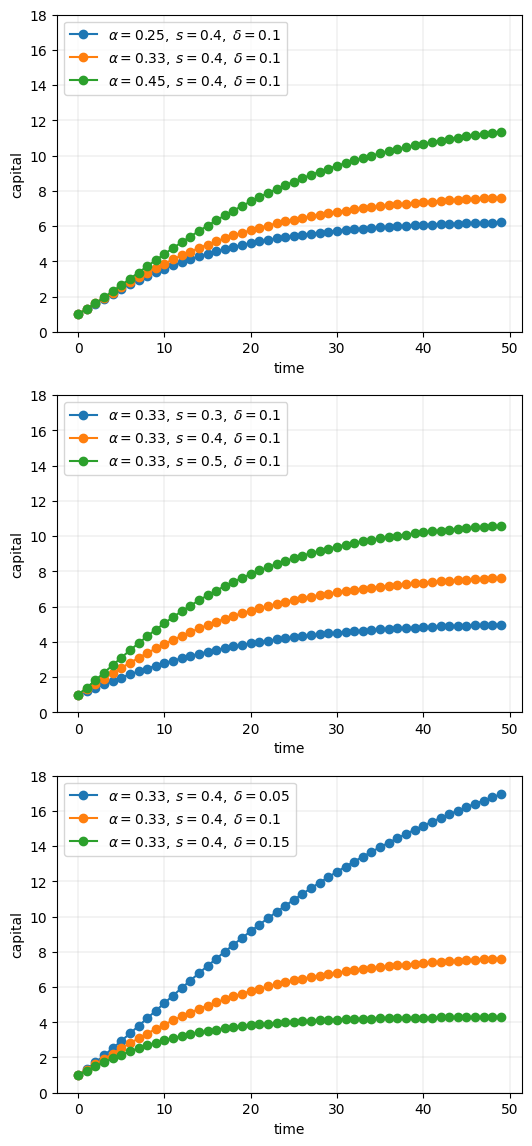 18
16
14
12
10
8
6
4
2
0
capital
α = 0.25, s = 0.4, δ = 0.1
α = 0.33, s = 0.4, δ = 0.1
α = 0.45, s = 0.4, δ = 0.1
0 10 20 30 40 50
time
18
16
14
12
10
8
6
4
2
0
capital
α = 0.33, s = 0.3, δ = 0.1
α = 0.33, s = 0.4, δ = 0.1
α = 0.33, s = 0.5, δ = 0.1
0 10 20 30 40 50
time
18
16
14
12
10
8
6
4
2
0
capital
α = 0.33, s = 0.4, δ = 0.05
α = 0.33, s = 0.4, δ = 0.1
α = 0.33, s = 0.4, δ = 0.15
0 10 20 30 40 50
time